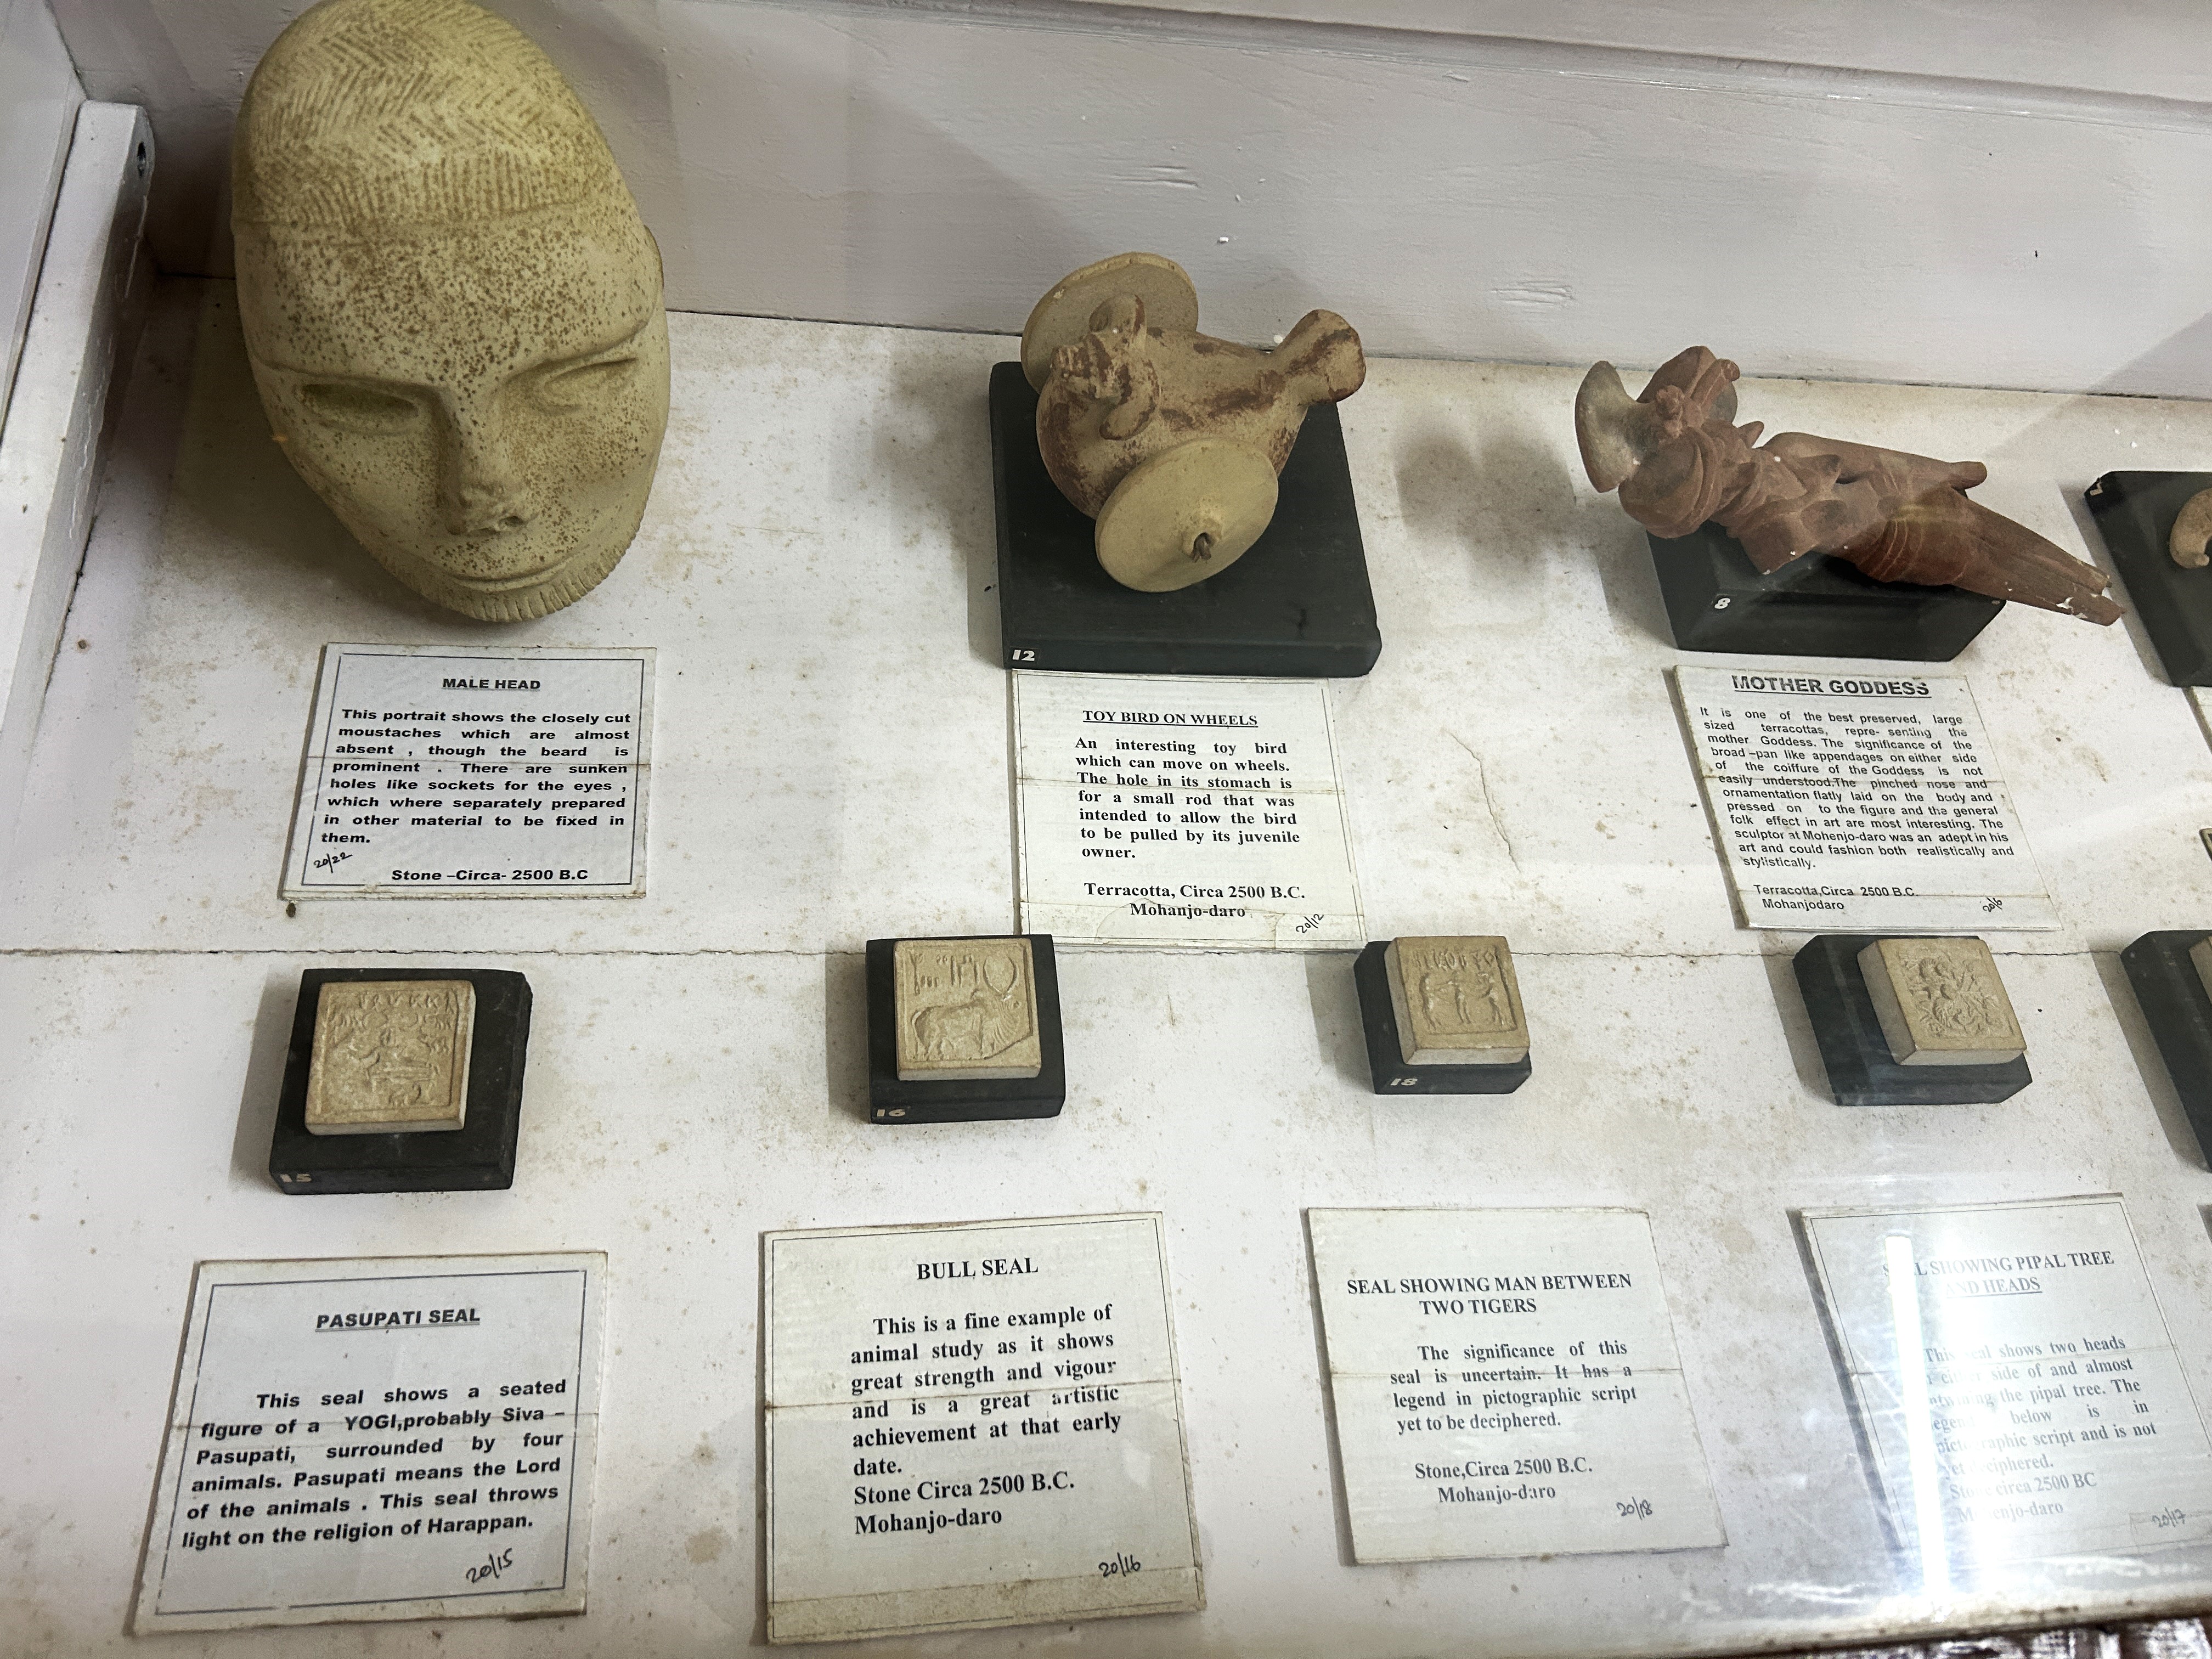 12
8
MALE HEAD
This portrait shows the closely cut
moustaches which are almost
absent , though the beard is
prominent . There are sunken
holes like sockets for the eyes ,
which where separately prepared
in other material to be fixed in
them.
20/22
Stone –Circa- 2500 B.C
TOY BIRD ON WHEELS
An interesting toy bird
which can move on wheels.
The hole in its stomach is
for a small rod that was
intended to allow the bird
to be pulled by its juvenile
owner.
Terracotta, Circa 2500 B.C.
Mohanjo-daro
20/12
MOTHER GODDESS
It is one of the best preserved, large
sized terracottas, repre- senting the
mother Goddess. The significance of the
broad –pan like appendages on either side
of the coiffure of the Goddess is not
easily understood.The pinched nose and
ornamentation flatly laid on the body and
pressed on to the figure and the general
folk effect in art are most interesting. The
sculptor at Mohenjo-daro was an adept in his
art and could fashion both realistically and
stylistically.
Terracotta,Circa 2500 B.C.
Mohanjodaro
15
16
18
PASUPATI SEAL
This seal shows a seated
figure of a YOGI,probably Siva –
Pasupati, surrounded by four
animals. Pasupati means the Lord
of the animals . This seal throws
light on the religion of Harappan.
20/15
BULL SEAL
This is a fine example of
animal study as it shows
great strength and vigour
and is a great artistic
achievement at that early
date.
Stone Circa 2500 B.C.
Mohanjo-daro
20/16
SEAL SHOWING MAN BETWEEN
TWO TIGERS
The significance of this
seal is uncertain. It has a
legend in pictographic script
yet to be deciphered.
Stone,Circa 2500 B.C.
Mohanjo-daro
20/18
SEAL SHOWING PIPAL TREE
AND HEADS
This seal shows two heads
side of and almost
the pipal tree. The
below is in
script and is not
yet deciphered.
Stone circa 2500 BC
20/17